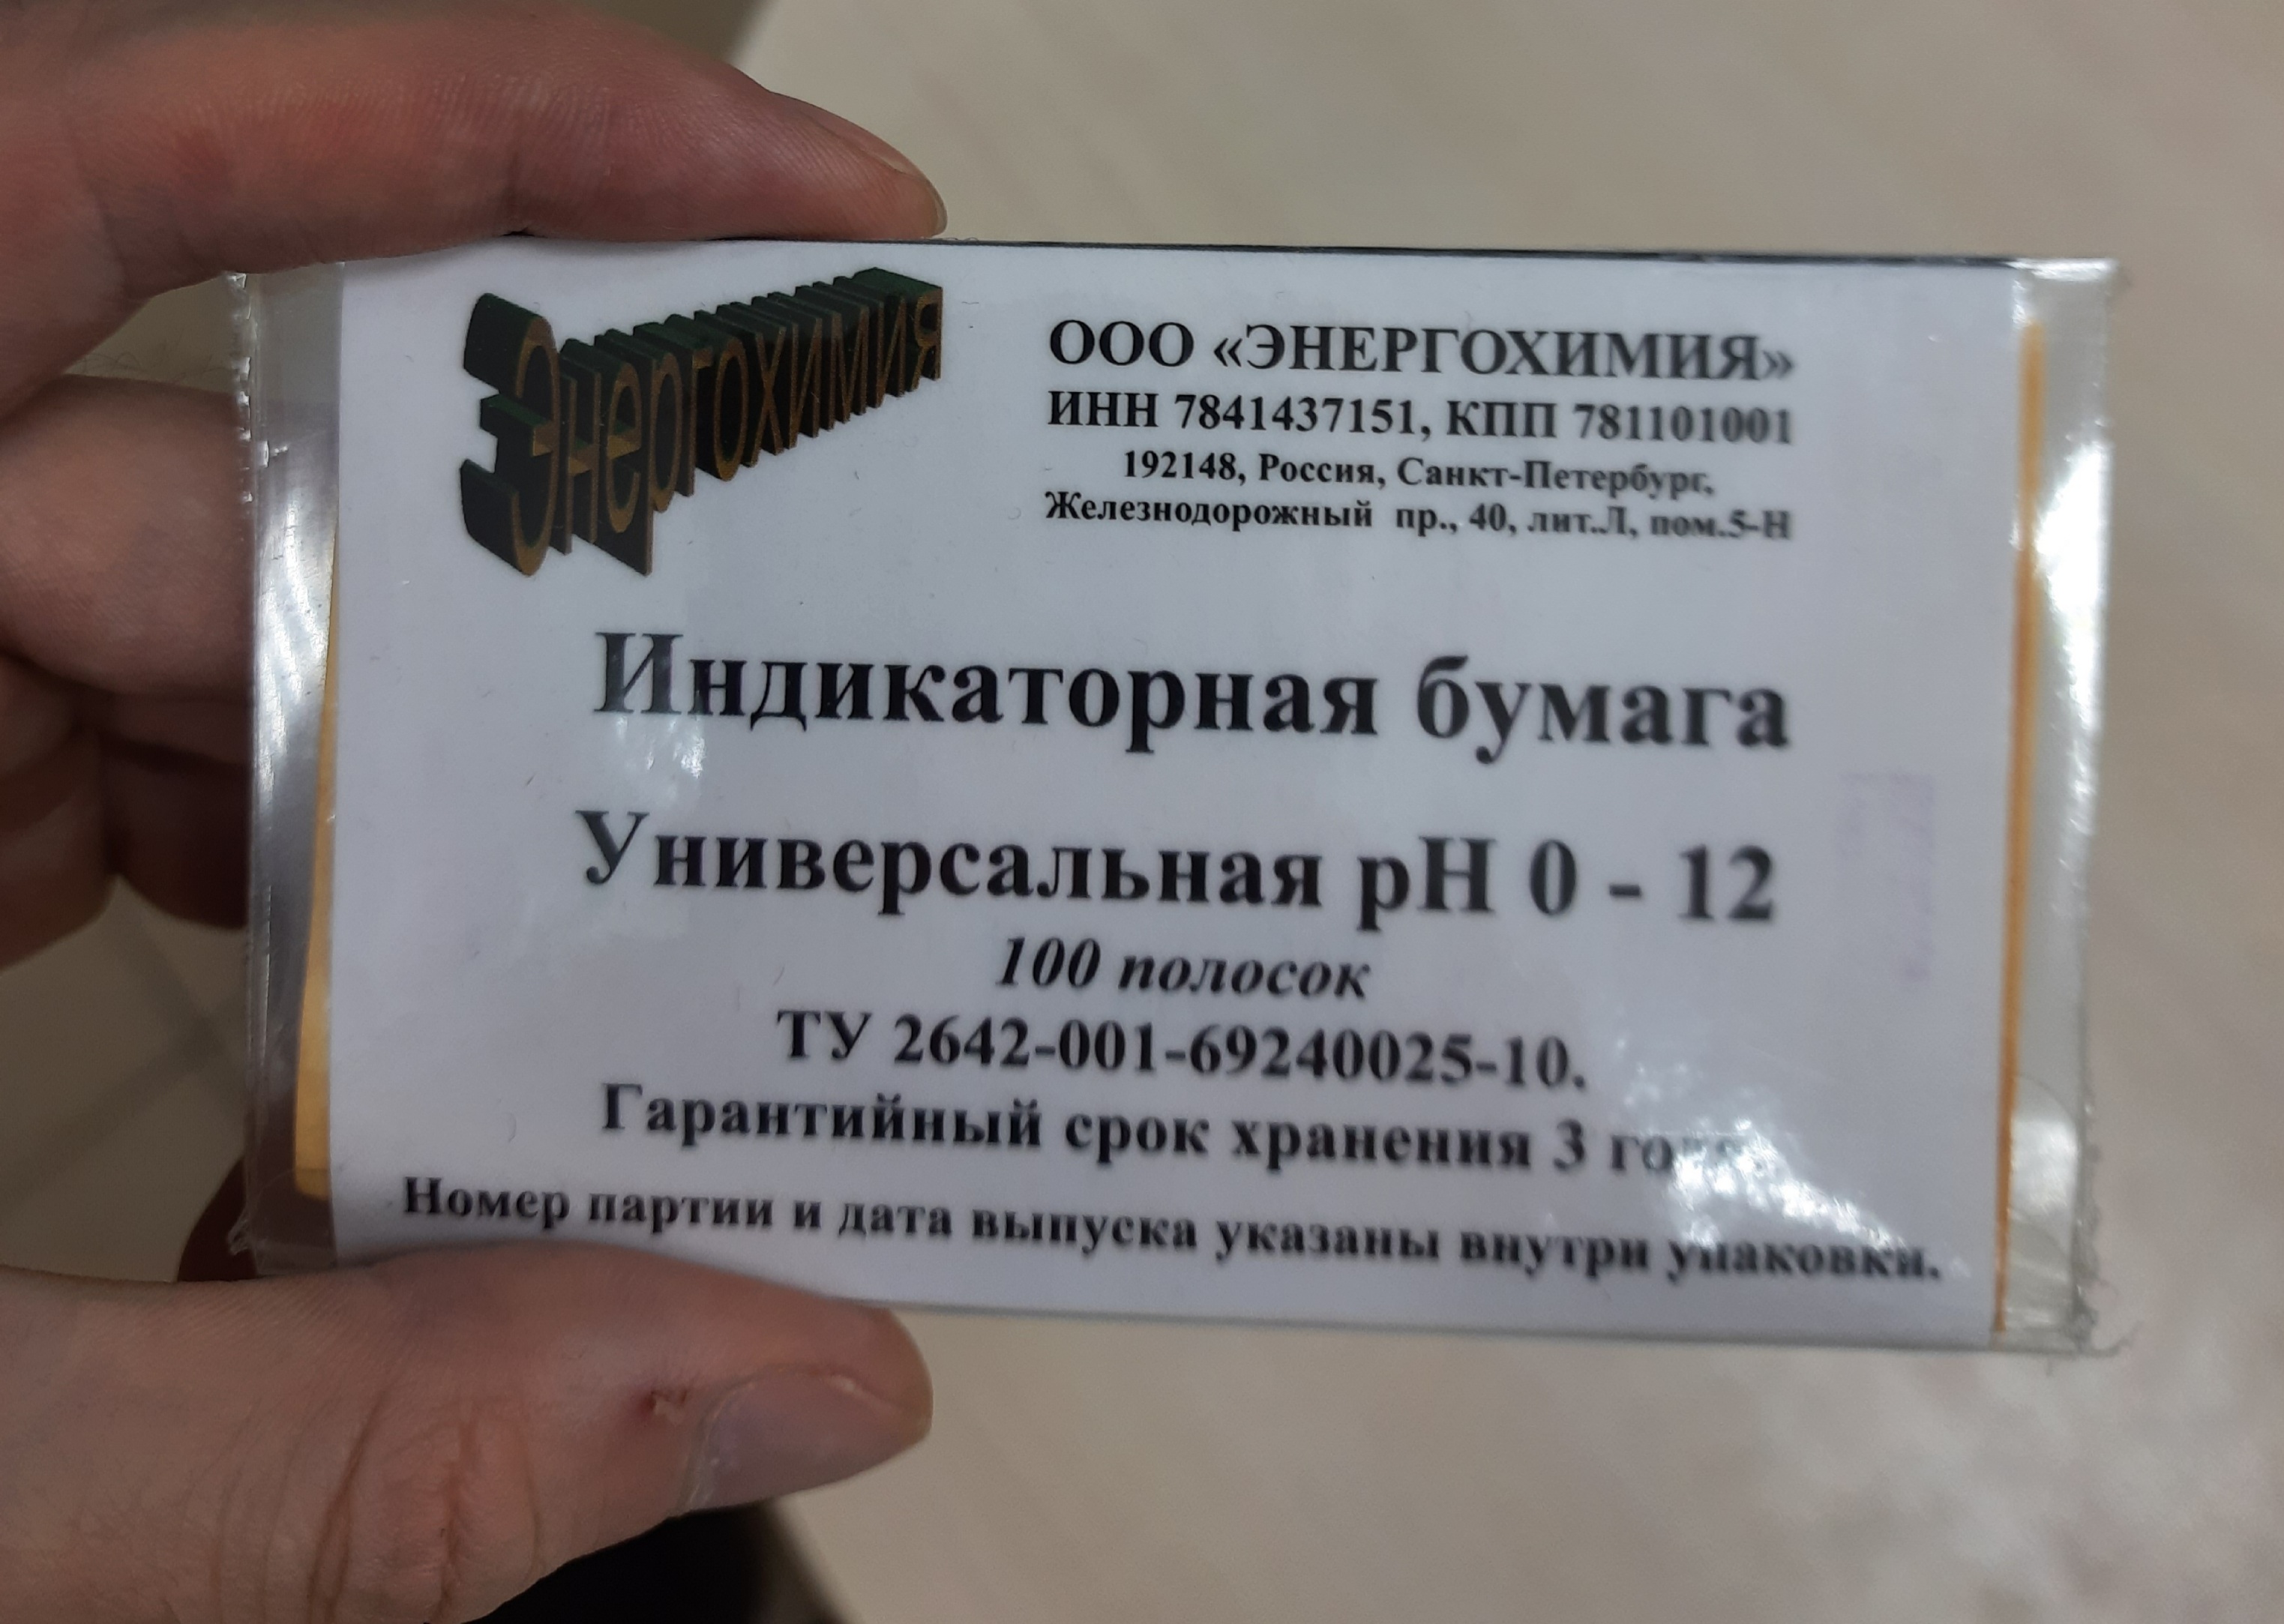 Энергохимия
ООО «ЭНЕРГОХИМИЯ»
ИНН 7841437151, КПП 781101001
192148, Россия, Санкт-Петербург,
Железнодорожный пр., 40, лит.Л, пом.5-Н
Индикаторная бумага
Универсальная pH 0 - 12
100 полосок
ТУ 2642-001-69240025-10.
Гарантийный срок хранения 3
Номер партии и дата выпуска указаны внутри упаковки.